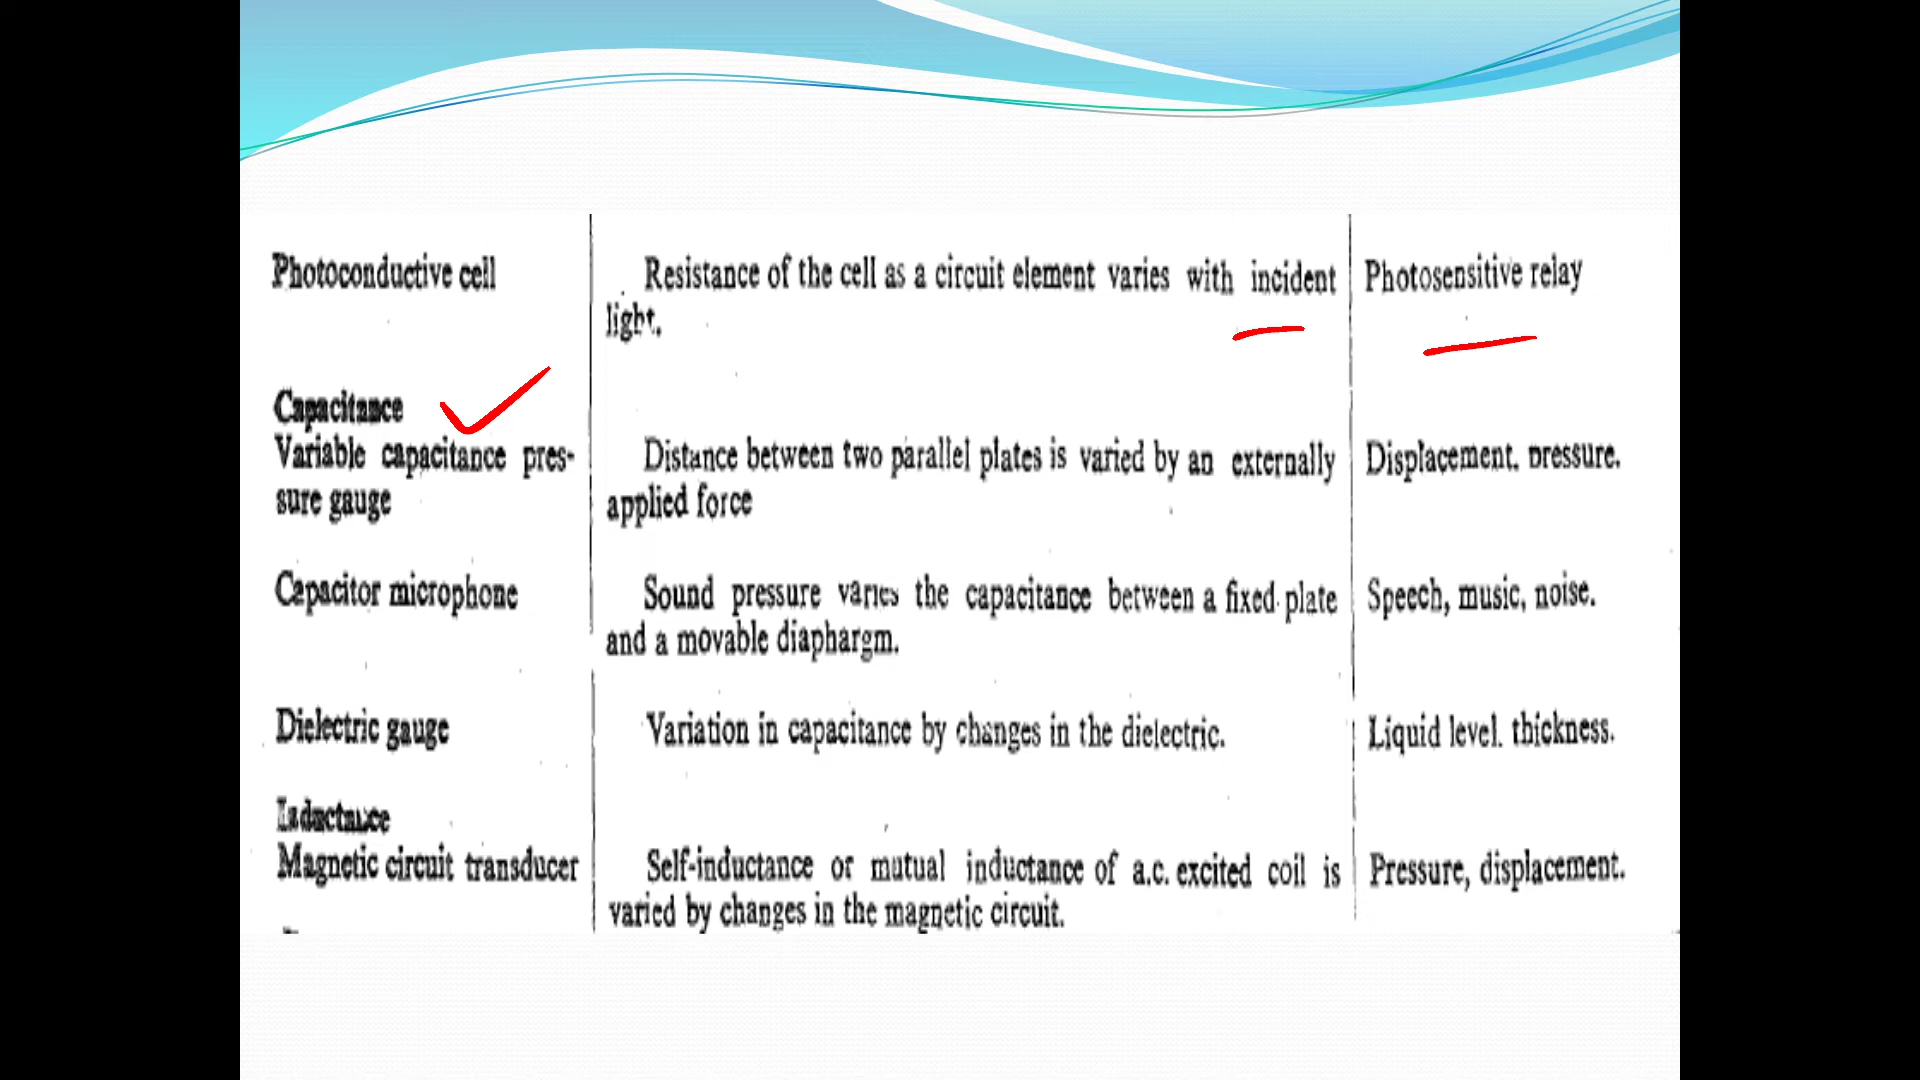 Photoconductive cell
Resistance of the cell as a circuit element varies with incident
light.
Photosensitive relay
Capacitance
Variable capacitance pres-
sure gauge
Distance between two parallel plates is varied by an externally
applied force
Displacement. pressure.
Capacitor microphone
Sound pressure varies the capacitance between a fixed plate
and a movable diaphargm.
Speech, music, noise.
Dielectric gauge
Variation in capacitance by changes in the dielectric.
Liquid level. thickness.
Inductance
Magnetic circuit transducer
Self-inductance or mutual inductance of a.c. excited coil is
varied by changes in the magnetic circuit.
Pressure, displacement.